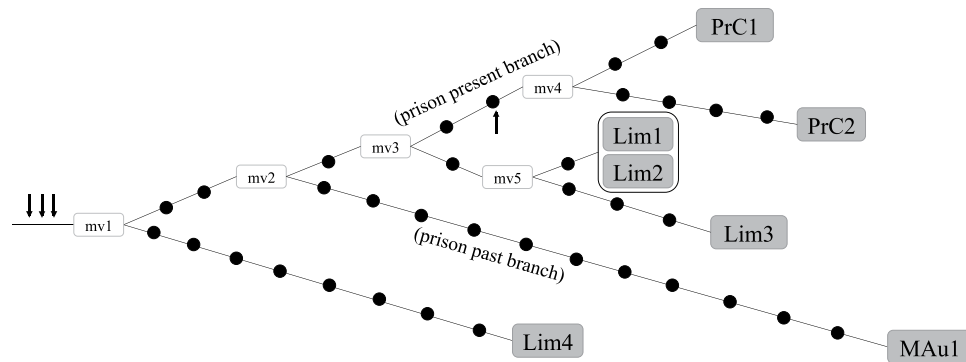 PrC1
(prison present branch)
mv4
PrC2
Lim1
mv3
Lim2
mv2
mv5
mv1
Lim3
(prison past branch)
Lim4
MAu1